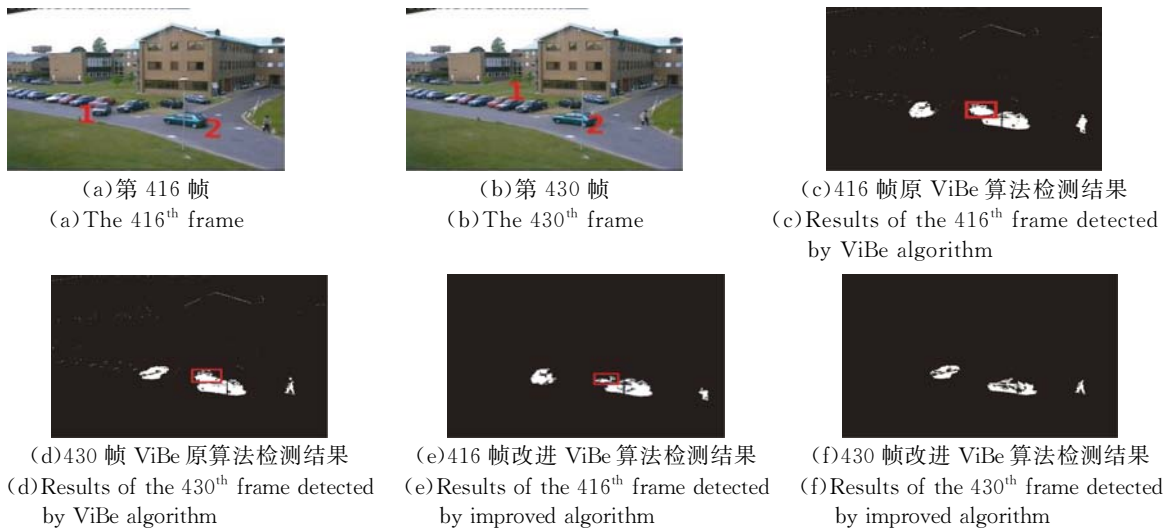 1
2
1
2
(a)第 416 帧
(a)The 416th frame
(b)第 430 帧
(b)The 430th frame
(c)416 帧原 ViBe 算法检测结果
(c)Results of the 416th frame detected
by ViBe algorithm
(d)430 帧 ViBe 原算法检测结果
(d)Results of the 430th frame detected
by ViBe algorithm
(e)416 帧改进 ViBe 算法检测结果
(e)Results of the 416th frame detected
by improved algorithm
(f)430 帧改进 ViBe 算法检测结果
(f)Results of the 430th frame detected
by improved algorithm